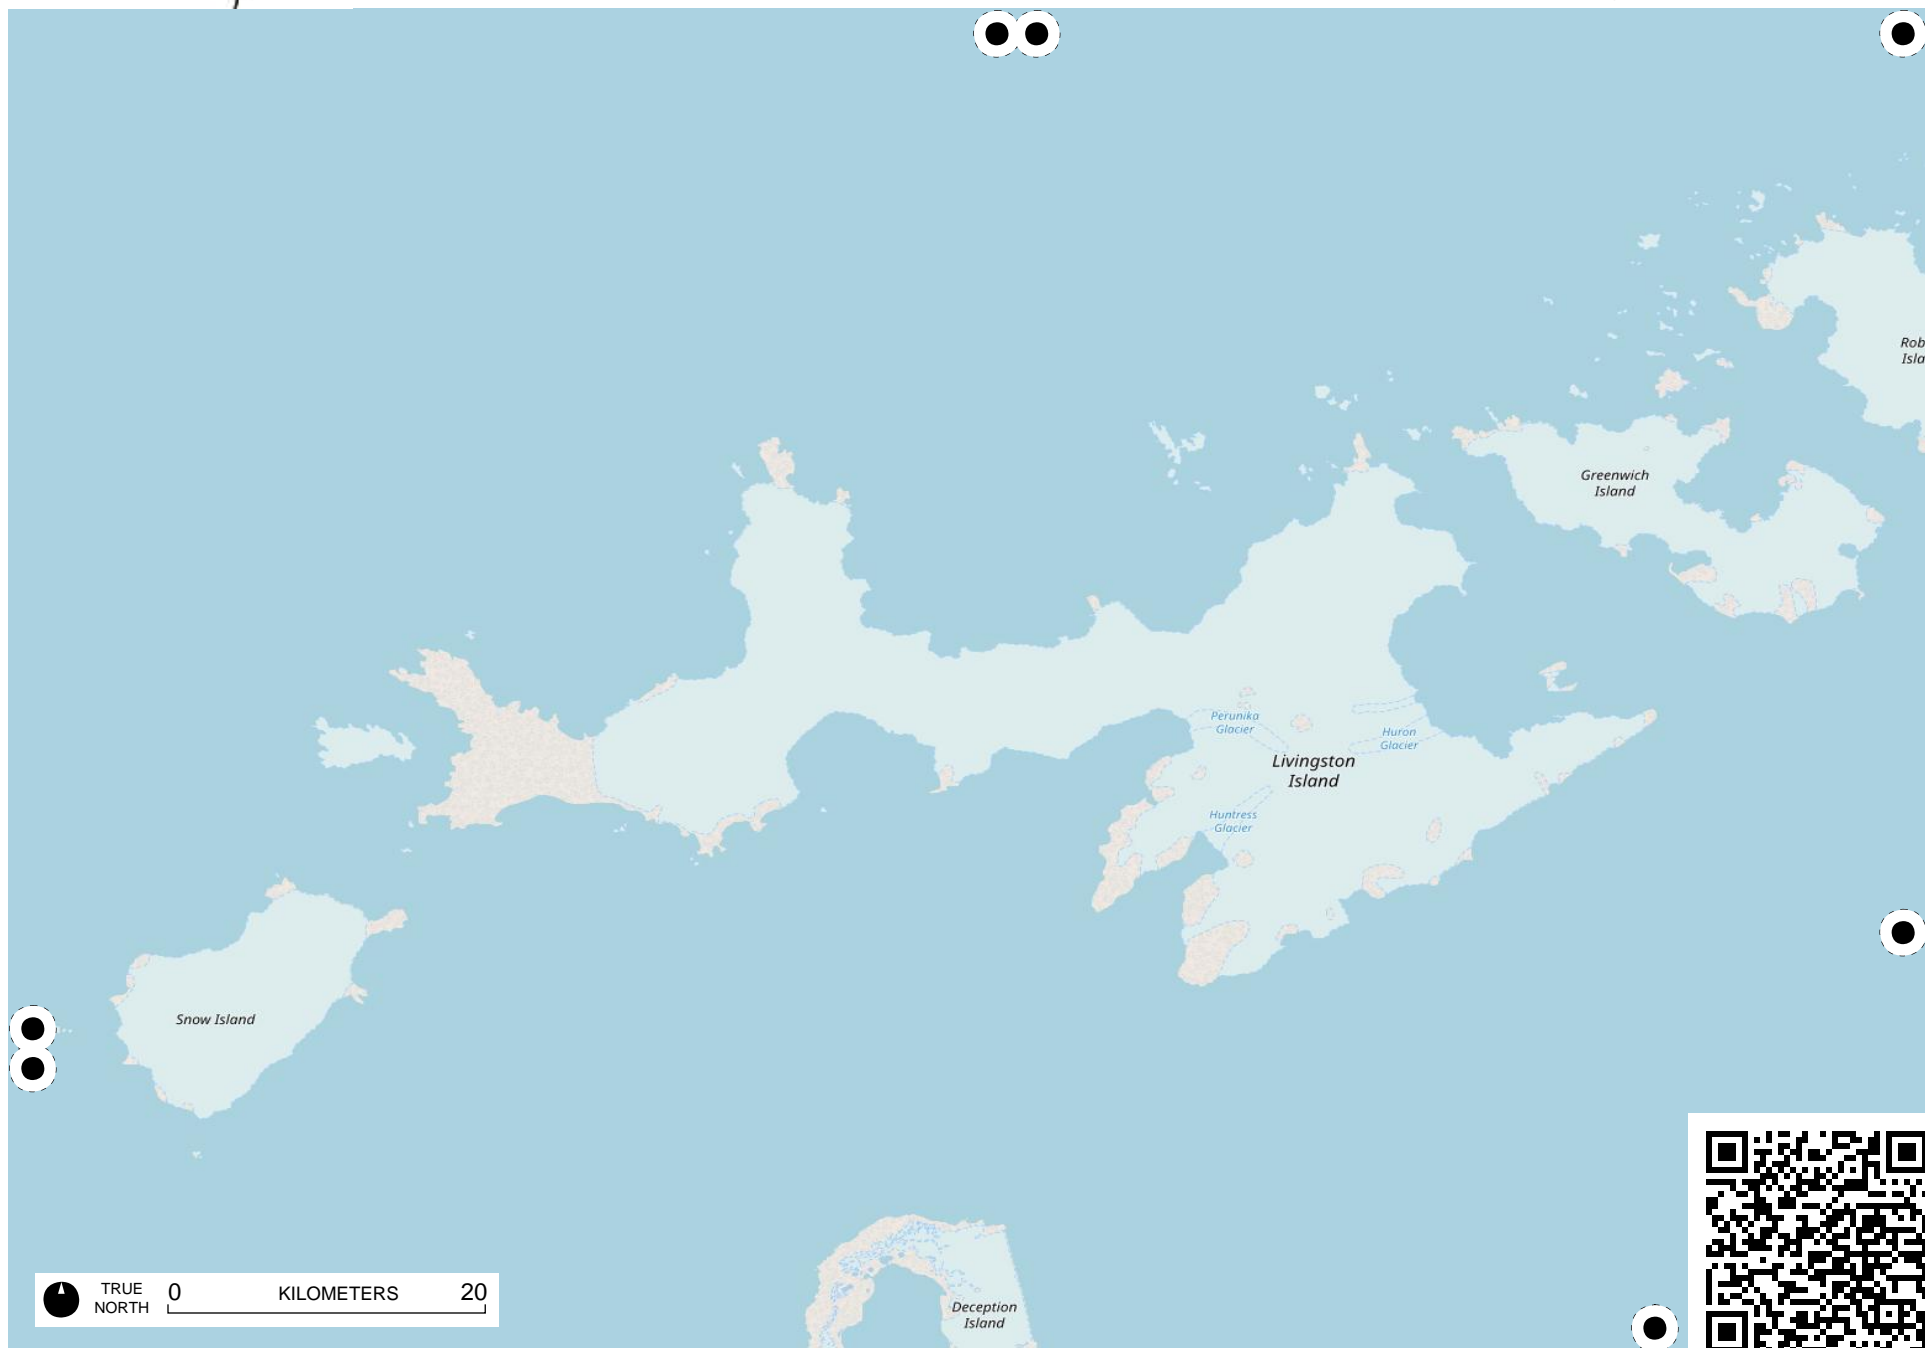 Rob
Isla
Greenwich
Island
Perunika
Glacier
Huron
Glacier
Livingston
Island
Huntress
Glacier
Snow Island
TRUE
NORTH
0 KILOMETERS 20
Deception
Island